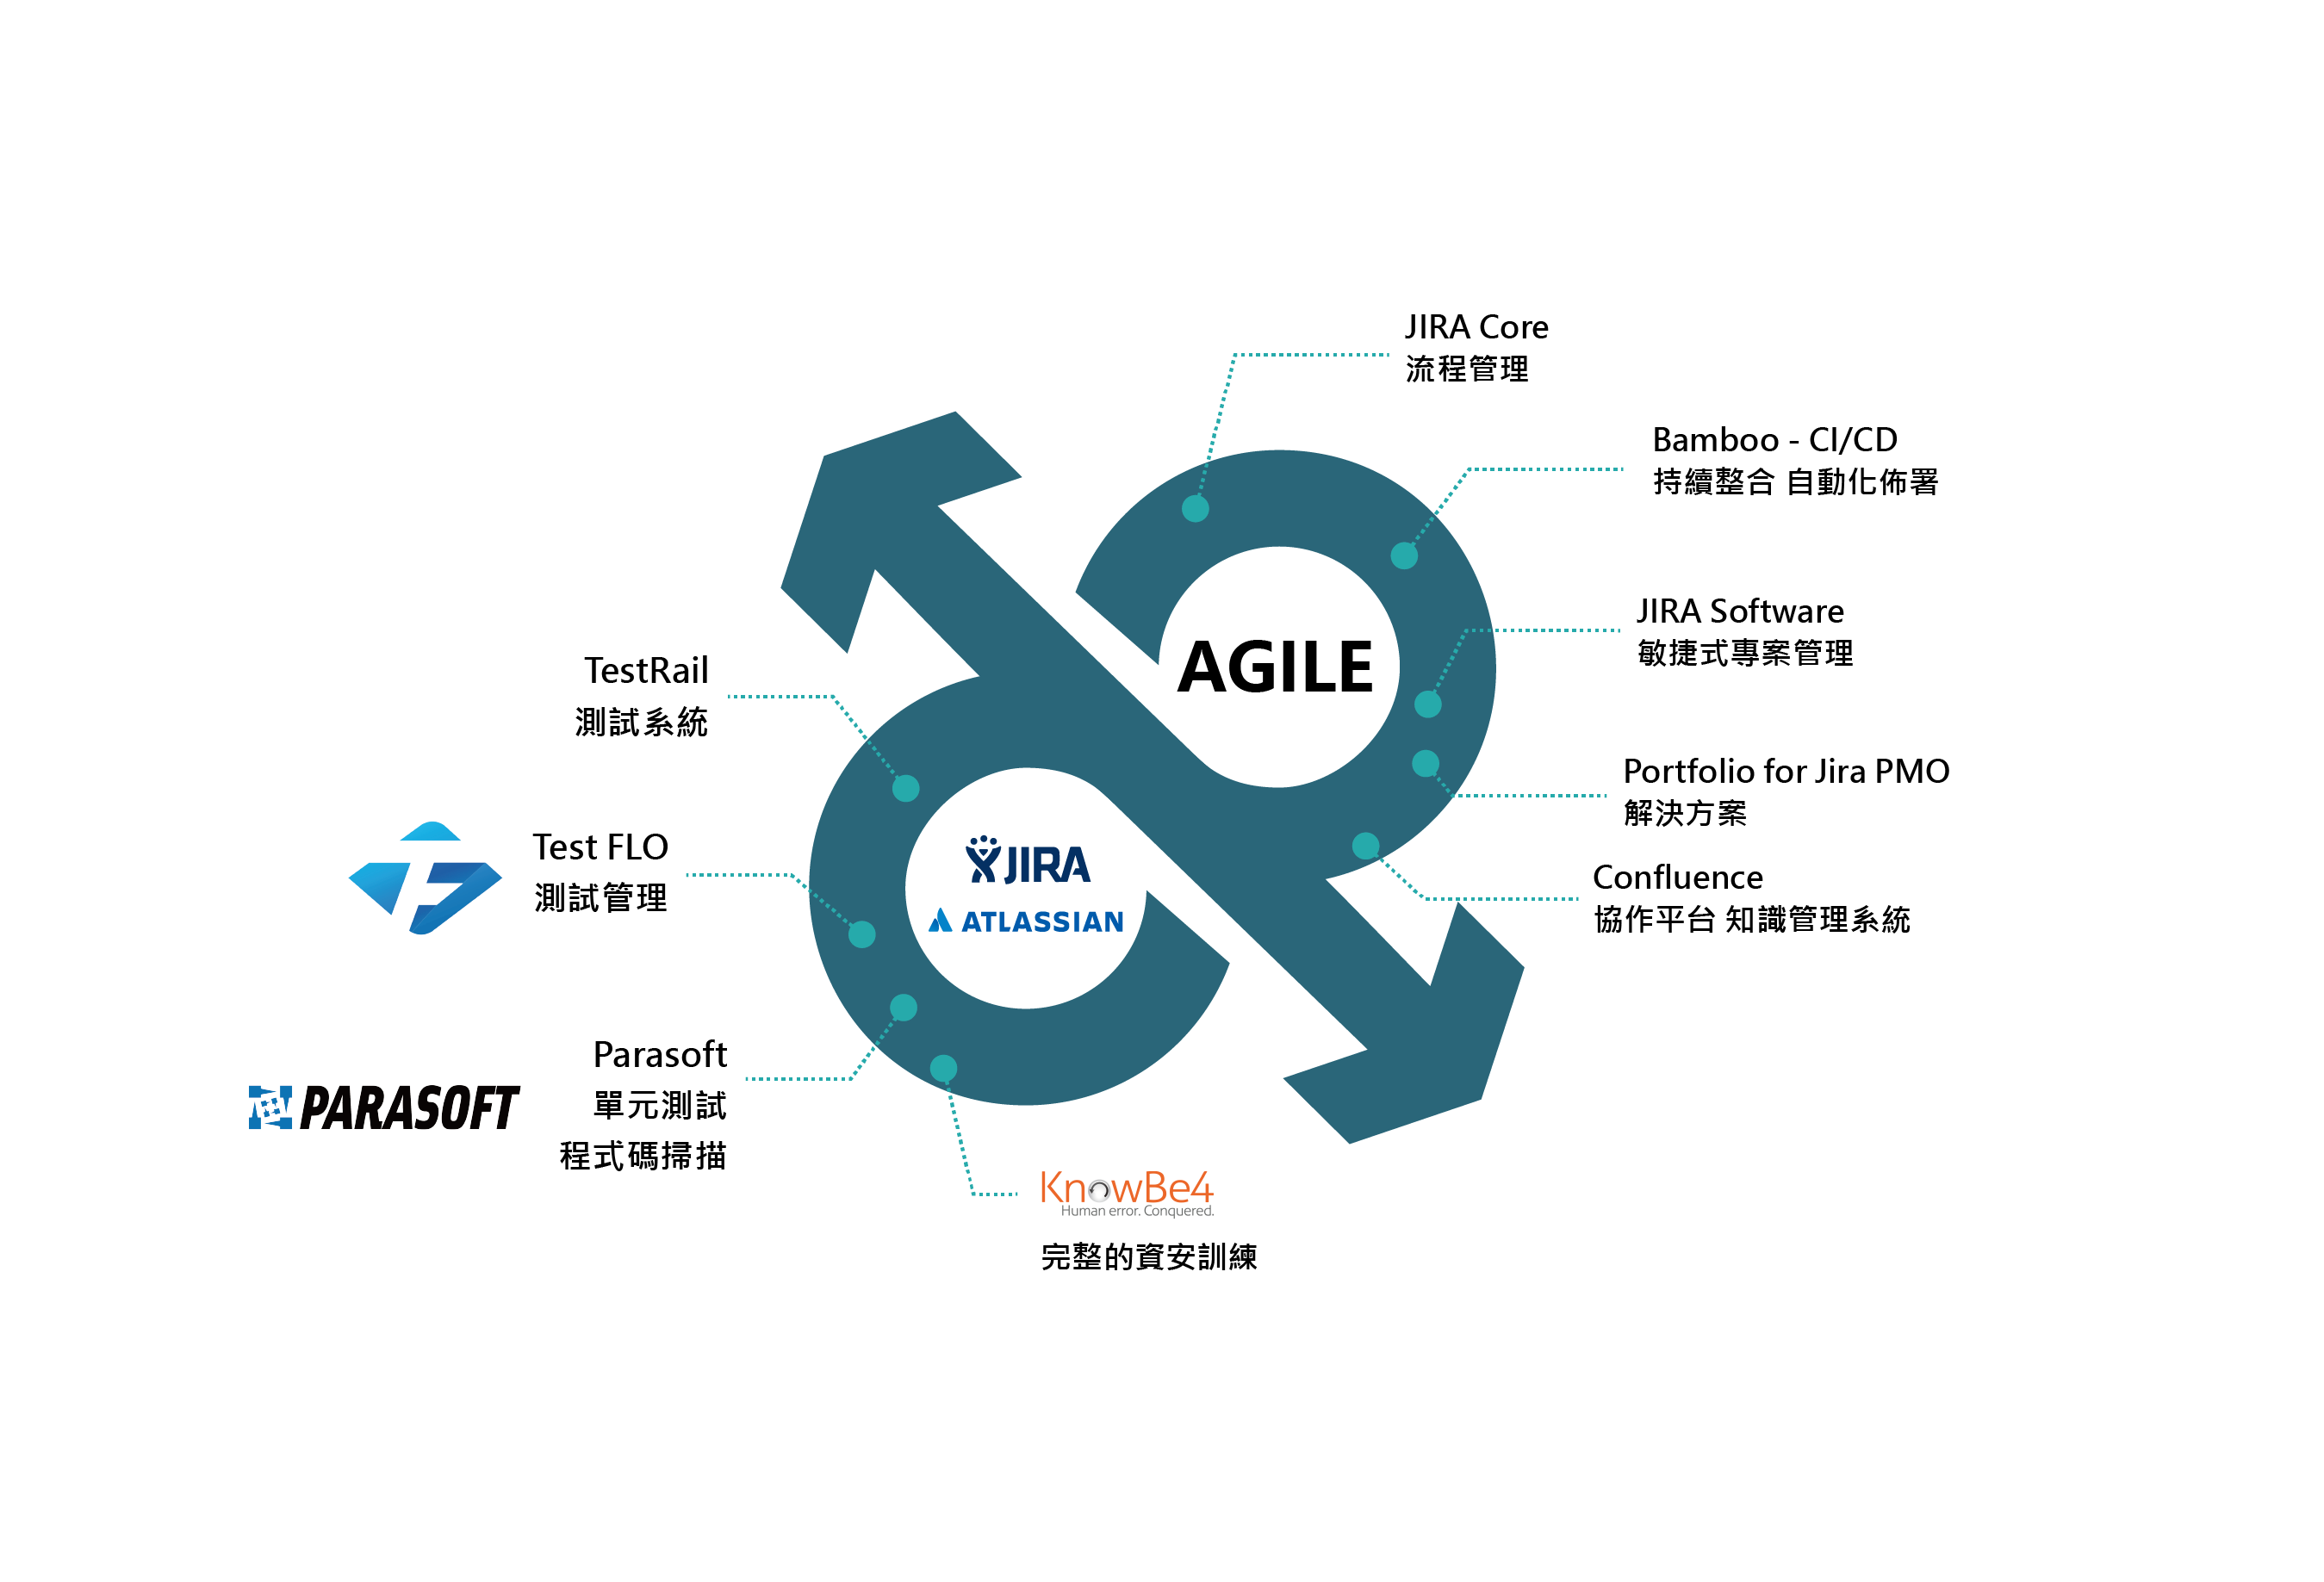 JIRA Core
流程管理
Bamboo - CI/CD
持續整合 自動化佈署
JIRA Software
敏捷式專案管理
AGILE
Portfolio for Jira PMO
解決方案
Confluence
協作平台 知識管理系統
TestRail
測試系統
Test FLO
測試管理
JIRA
ATLASSIAN
Parasoft
單元測試
程式碼掃描
PARASOFT
KnowBe4
Human error. Conquered.
完整的資安訓練